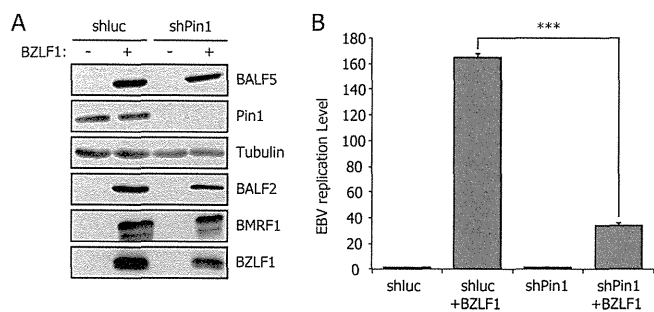 A
shluc shPin1
BZLF1: - + - +
BALF5
Pin1
Tubulin
BALF2
BMRF1
BZLF1
B
EBV replication Level
180
160
140
120
100
80
60
40
20
0
***
shluc
shluc
+BZLF1
shPin1
shPin1
+BZLF1